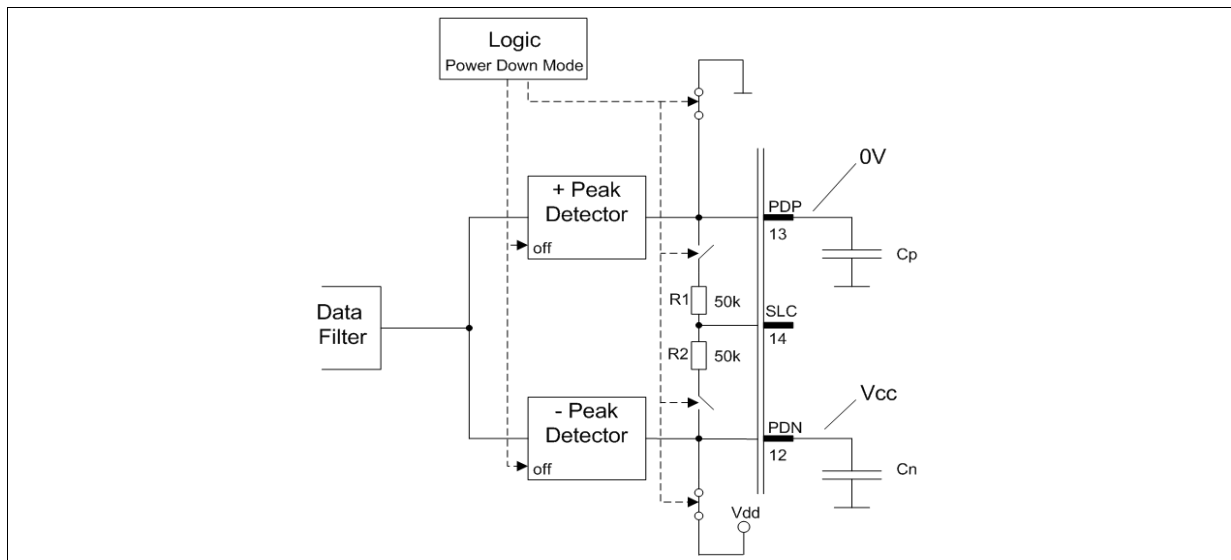 Logic
Power Down Mode
0V
+ Peak
Detector
off
PDP
13
Cp
R1
50k
SLC
14
Data
Filter
R2
50k
Vcc
- Peak
Detector
off
PDN
12
Cn
Vdd